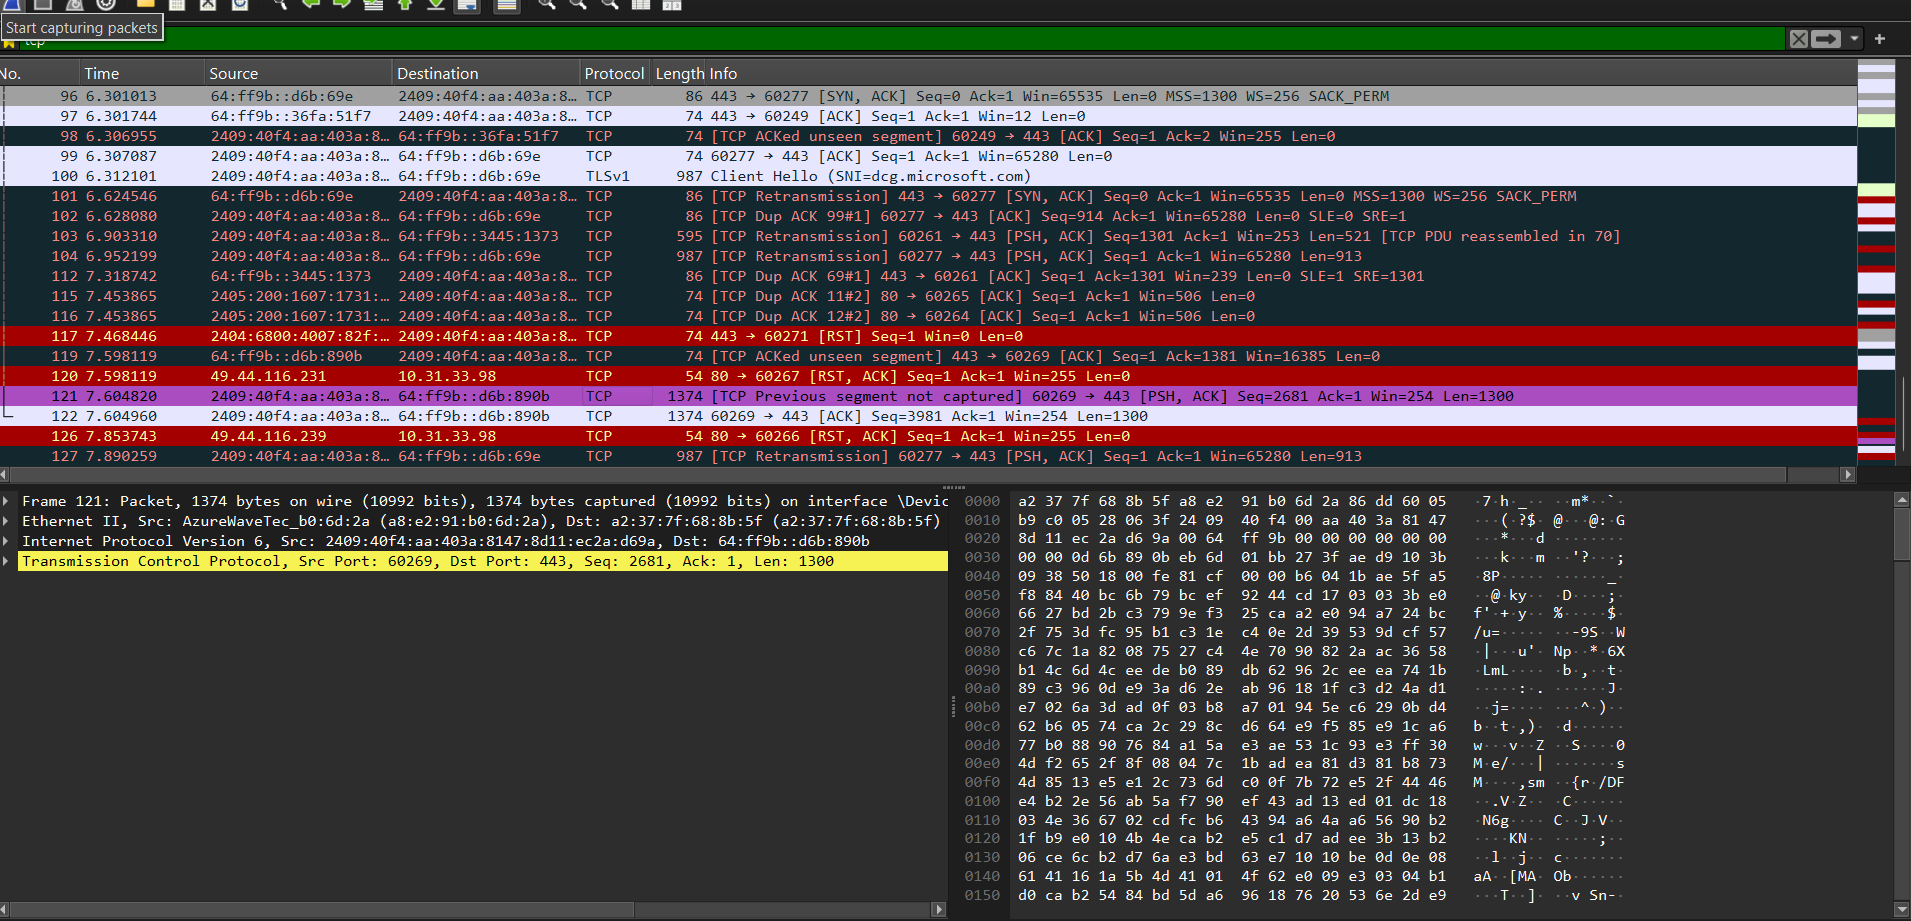 Start capturing packets
tcp
No. Time Source Destination Protocol Length Info
96 6.301013 64:ff9b::d6b:69e 2409:40f4:aa:403a:8… TCP 86 443 → 60277 [SYN, ACK] Seq=0 Ack=1 Win=65535 Len=0 MSS=1300 WS=256 SACK_PERM
97 6.301744 64:ff9b::36fa:51f7 2409:40f4:aa:403a:8… TCP 74 443 → 60249 [ACK] Seq=1 Ack=1 Win=12 Len=0
98 6.306955 2409:40f4:aa:403a:8… 64:ff9b::36fa:51f7 TCP 74 [TCP ACKed unseen segment] 60249 → 443 [ACK] Seq=1 Ack=2 Win=255 Len=0
99 6.307087 2409:40f4:aa:403a:8… 64:ff9b::d6b:69e TCP 74 60277 → 443 [ACK] Seq=1 Ack=1 Win=65280 Len=0
100 6.312101 2409:40f4:aa:403a:8… 64:ff9b::d6b:69e TLSv1 987 Client Hello (SNI=dcg.microsoft.com)
101 6.624546 64:ff9b::d6b:69e 2409:40f4:aa:403a:8… TCP 86 [TCP Retransmission] 443 → 60277 [SYN, ACK] Seq=0 Ack=1 Win=65535 Len=0 MSS=1300 WS=256 SACK_PERM
102 6.628080 2409:40f4:aa:403a:8… 64:ff9b::d6b:69e TCP 86 [TCP Dup ACK 99#1] 60277 → 443 [ACK] Seq=914 Ack=1 Win=65280 Len=0 SLE=0 SRE=1
103 6.903310 2409:40f4:aa:403a:8… 64:ff9b::3445:1373 TCP 595 [TCP Retransmission] 60261 → 443 [PSH, ACK] Seq=1301 Ack=1 Win=253 Len=521 [TCP PDU reassembled in 70]
104 6.952199 2409:40f4:aa:403a:8… 64:ff9b::d6b:69e TCP 987 [TCP Retransmission] 60277 → 443 [PSH, ACK] Seq=1 Ack=1 Win=65280 Len=913
112 7.318742 64:ff9b::3445:1373 2409:40f4:aa:403a:8… TCP 86 [TCP Dup ACK 69#1] 443 → 60261 [ACK] Seq=1 Ack=1301 Win=239 Len=0 SLE=1 SRE=1301
115 7.453865 2405:200:1607:1731:… 2409:40f4:aa:403a:8… TCP 74 [TCP Dup ACK 11#2] 80 → 60265 [ACK] Seq=1 Ack=1 Win=506 Len=0
116 7.453865 2405:200:1607:1731:… 2409:40f4:aa:403a:8… TCP 74 [TCP Dup ACK 12#2] 80 → 60264 [ACK] Seq=1 Ack=1 Win=506 Len=0
117 7.468446 2404:6800:4007:82f:… 2409:40f4:aa:403a:8… TCP 74 443 → 60271 [RST] Seq=1 Win=0 Len=0
119 7.598119 64:ff9b::d6b:890b 2409:40f4:aa:403a:8… TCP 74 [TCP ACKed unseen segment] 443 → 60269 [ACK] Seq=1 Ack=1381 Win=16385 Len=0
120 7.598119 49.44.116.231 10.31.33.98 TCP 54 80 → 60267 [RST, ACK] Seq=1 Ack=1 Win=255 Len=0
121 7.604820 2409:40f4:aa:403a:8… 64:ff9b::d6b:890b TCP 1374 [TCP Previous segment not captured] 60269 → 443 [PSH, ACK] Seq=2681 Ack=1 Win=254 Len=1300
122 7.604960 2409:40f4:aa:403a:8… 64:ff9b::d6b:890b TCP 1374 60269 → 443 [ACK] Seq=3981 Ack=1 Win=254 Len=1300
126 7.853743 49.44.116.239 10.31.33.98 TCP 54 80 → 60266 [RST, ACK] Seq=1 Ack=1 Win=255 Len=0
127 7.890259 2409:40f4:aa:403a:8… 64:ff9b::d6b:69e TCP 987 [TCP Retransmission] 60277 → 443 [PSH, ACK] Seq=1 Ack=1 Win=65280 Len=913
Frame 121: Packet, 1374 bytes on wire (10992 bits), 1374 bytes captured (10992 bits) on interface \Devic
Ethernet II, Src: AzureWaveTec_b0:6d:2a (a8:e2:91:b0:6d:2a), Dst: a2:37:7f:68:8b:5f (a2:37:7f:68:8b:5f)
Internet Protocol Version 6, Src: 2409:40f4:aa:403a:8147:8d11:ec2a:d69a, Dst: 64:ff9b::d6b:890b
Transmission Control Protocol, Src Port: 60269, Dst Port: 443, Seq: 2681, Ack: 1, Len: 1300
0000 a2 37 7f 68 8b 5f a8 e2 91 b0 6d 2a 86 dd 60 05 ·7·h·_·· ··m*··`·
0010 b9 c0 05 28 06 3f 24 09 40 f4 00 aa 40 3a 81 47 ···(·?$· @···@:·G
0020 8d 11 ec 2a d6 9a 00 64 ff 9b 00 00 00 00 00 00 ···*···d ········
0030 00 00 0d 6b 89 0b eb 6d 01 bb 27 3f ae d9 10 3b ···k···m ··'?···;
0040 09 38 50 18 00 fe 81 cf 00 00 b6 04 1b ae 5f a5 ·8P····· ······_·
0050 f8 84 40 bc 6b 79 bc ef 92 44 cd 17 03 03 3b e0 ··@·ky·· ·D····;·
0060 66 27 bd 2b c3 79 9e f3 25 ca a2 e0 94 a7 24 bc f'·+·y·· %·····$·
0070 2f 75 3d fc 95 b1 c3 1e c4 0e 2d 39 53 9d cf 57 /u=····· ··-9S··W
0080 c6 7c 1a 82 08 75 27 c4 4e 70 90 82 2a ac 36 58 ·|···u'· Np··*·6X
0090 b1 4c 6d 4c ee de b0 89 db 62 96 2c ee ea 74 1b ·LmL···· ·b·,··t·
00a0 89 c3 96 0d e9 3a d6 2e ab 96 18 1f c3 d2 4a d1 ·····:·. ······J·
00b0 e7 02 6a 3d ad 0f 03 b8 a7 01 94 5e c6 29 0b d4 ··j=···· ···^·)··
00c0 62 b6 05 74 ca 2c 29 8c d6 64 e9 f5 85 e9 1c a6 b··t·,)· ·d······
00d0 77 b0 88 90 76 84 a1 5a e3 ae 53 1c 93 e3 ff 30 w···v··Z ··S····0
00e0 4d f2 65 2f 8f 08 04 7c 1b ad ea 81 d3 81 b8 73 M·e/···| ·······s
00f0 4d 85 13 e5 e1 2c 73 6d c0 0f 7b 72 e5 2f 44 46 M····,sm ··{r·/DF
0100 e4 b2 2e 56 ab 5a f7 90 ef 43 ad 13 ed 01 dc 18 ··.V·Z·· ·C······
0110 03 4e 36 67 02 cd fc b6 43 94 a6 4a a6 56 90 b2 ·N6g···· C··J·V··
0120 1f b9 e0 10 4b 4e ca b2 e5 c1 d7 ad ee 3b 13 b2 ····KN·· ·····;··
0130 06 ce 6c b2 d7 6a e3 bd 63 e7 10 10 be 0d 0e 08 ··l··j·· c·······
0140 61 41 16 1a 5b 4d 41 01 4f 62 e0 09 e3 03 04 b1 aA··[MA· Ob······
0150 d0 ca b2 54 84 bd 5d a6 96 18 76 20 53 6e 2d e9 ···T··]· ··v Sn-·